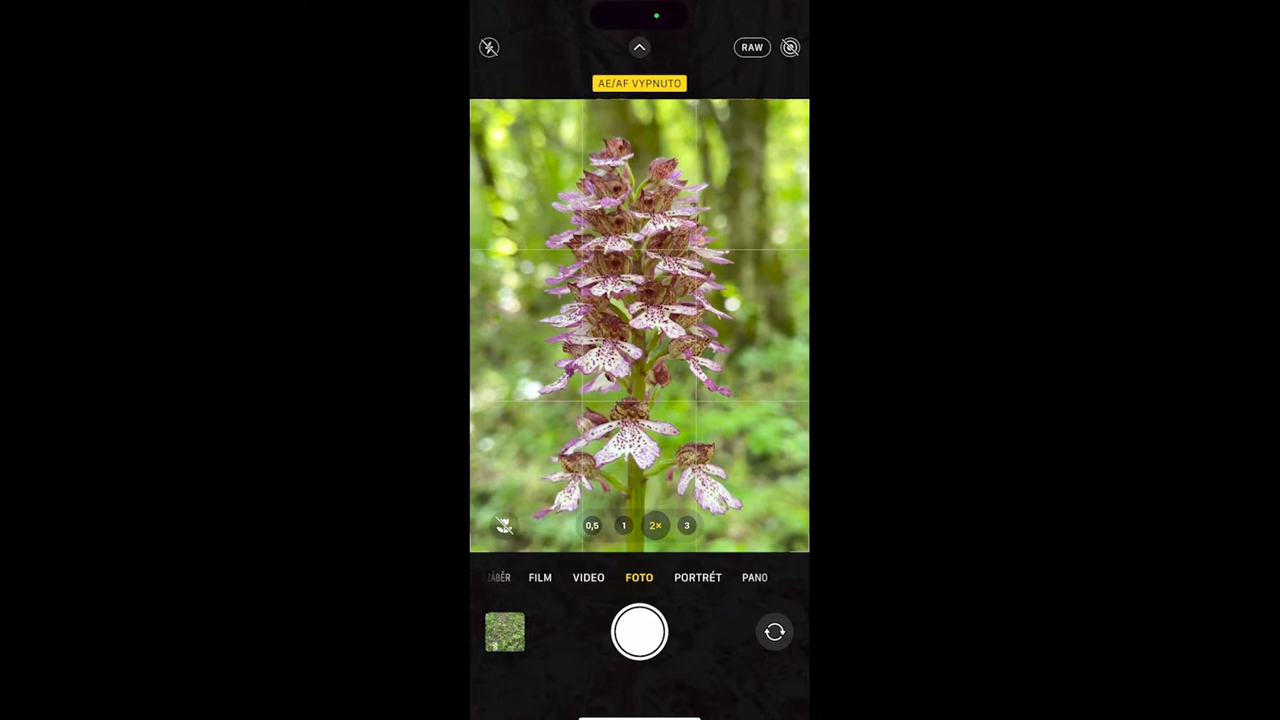 RAW
AE/AF VYPNUTO
0,5 1 2× 3
ZÁBĚR FILM VIDEO FOTO PORTRÉT PANO